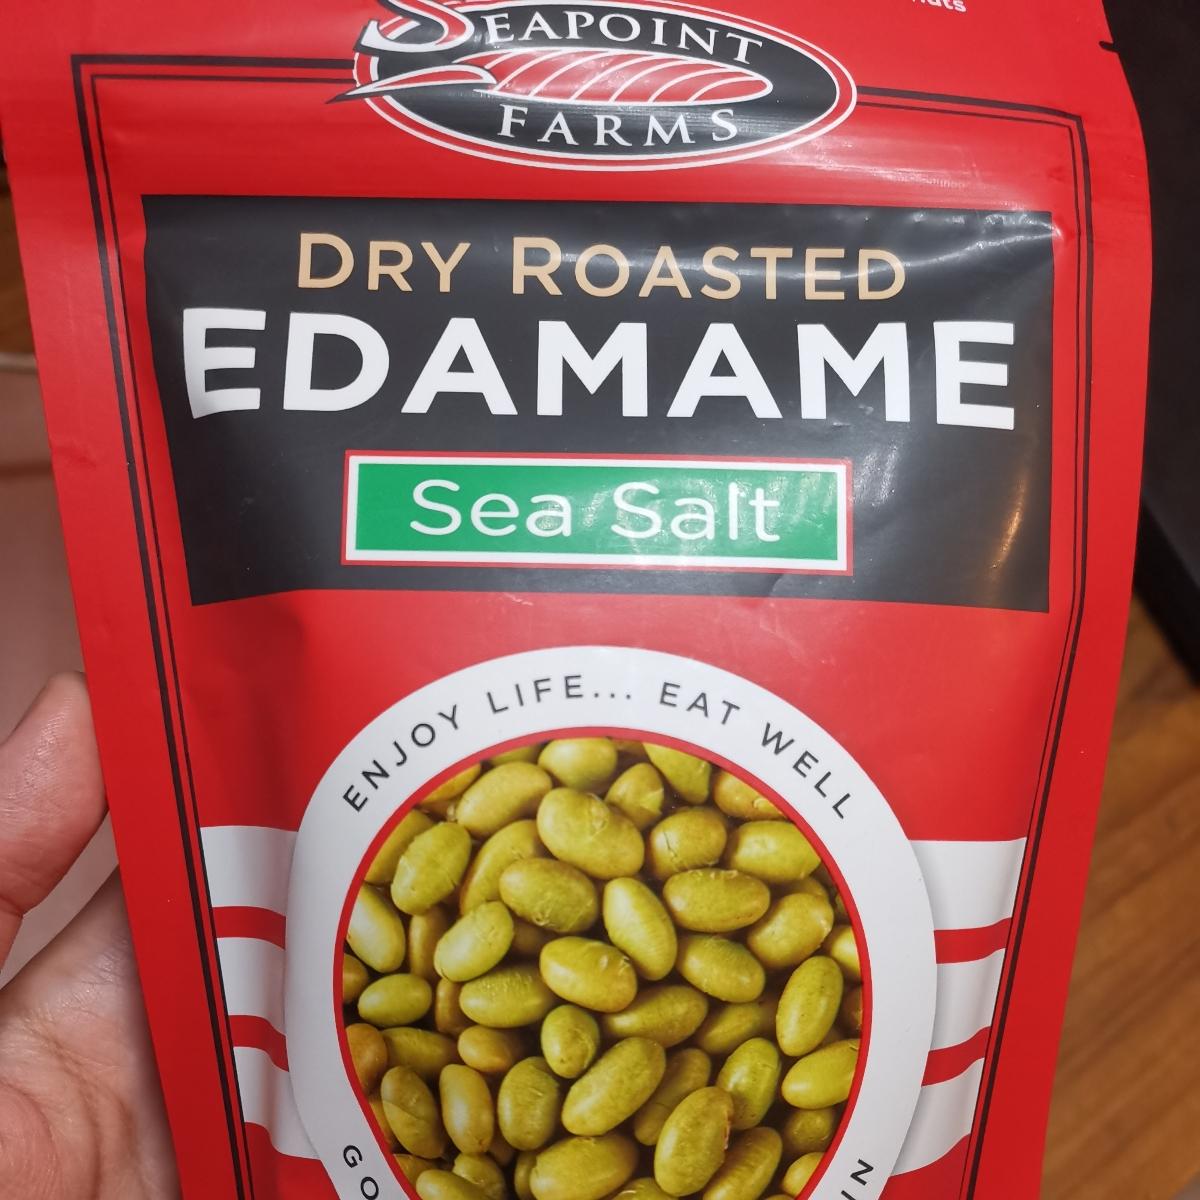 SEAPOINT
FARMS
DRY ROASTED
EDAMAME
Sea Salt
ENJOY LIFE... EAT WELL